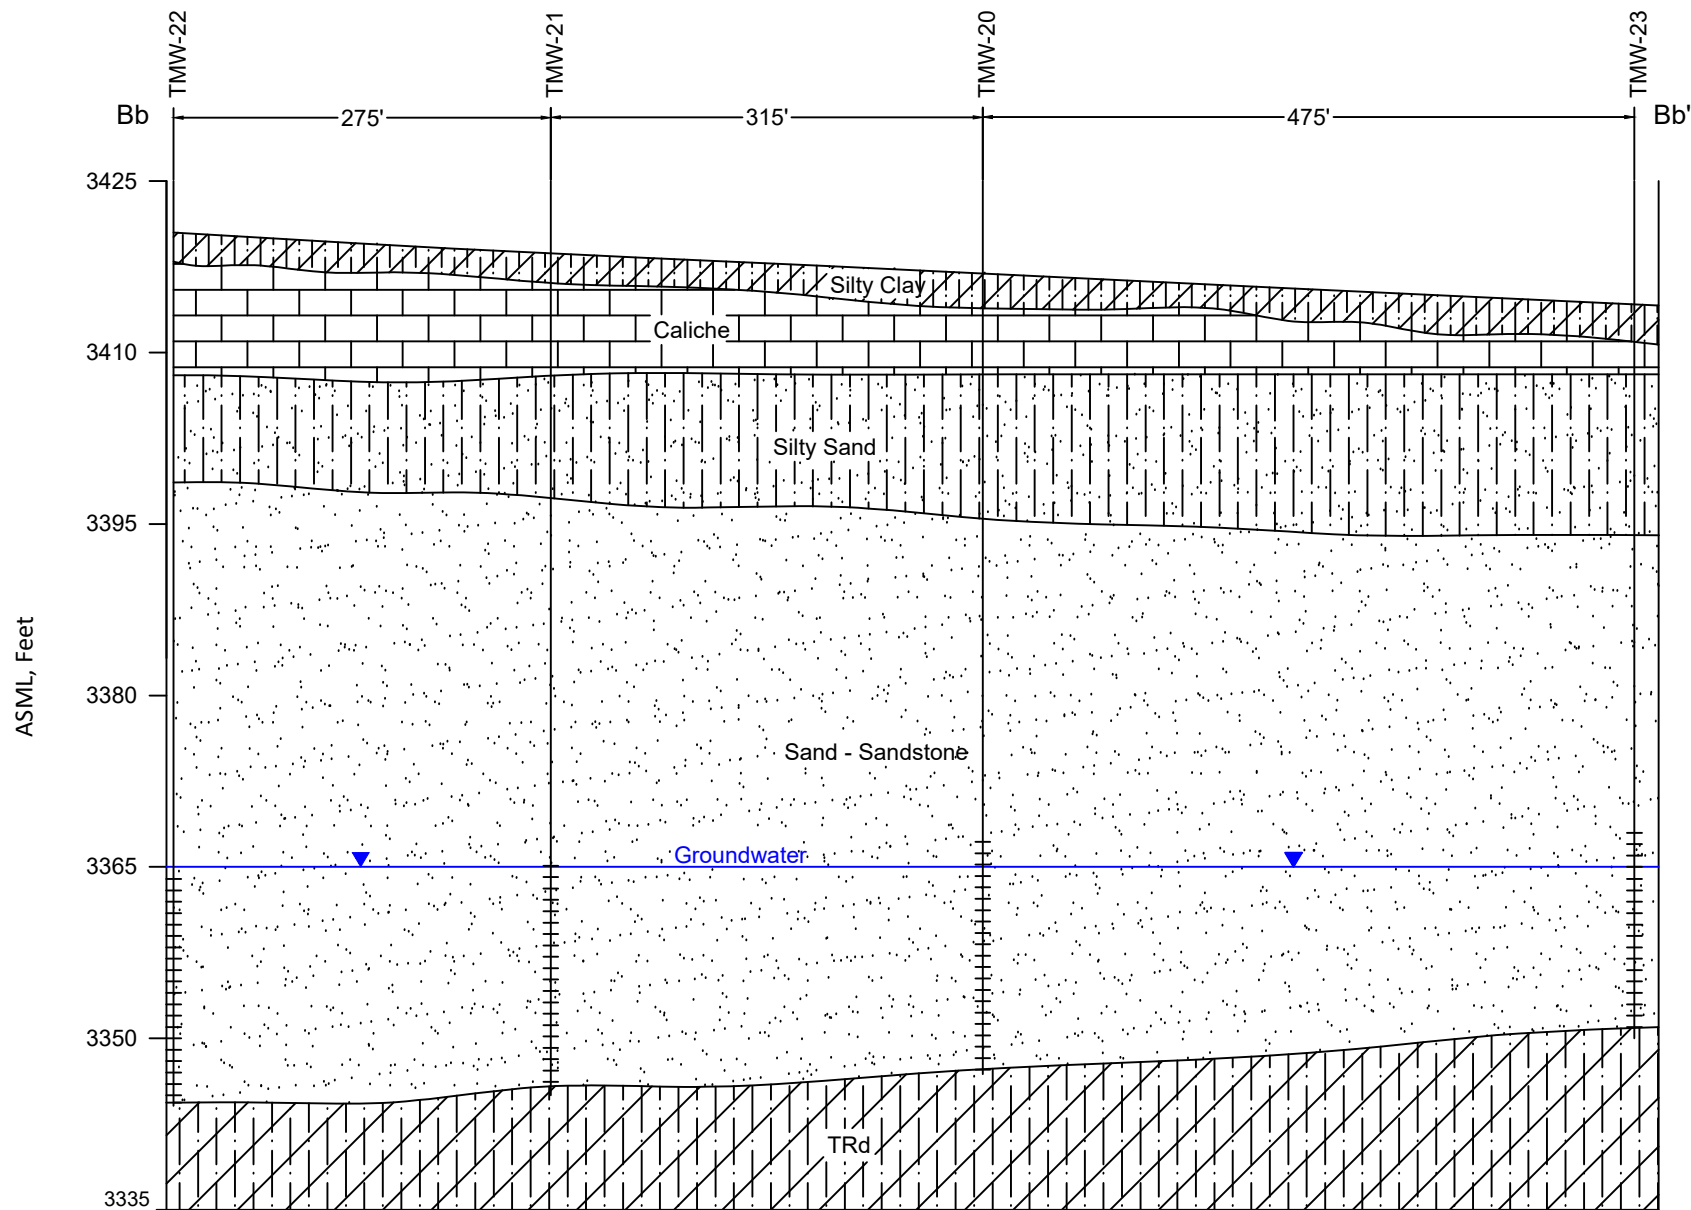 TMW-22
TMW-21
TMW-20
TMW-23
Bb
275'
315'
475'
Bb'
3425
Silty Clay
Caliche
3410
Silty Sand
3395
ASML, Feet
3380
Sand - Sandstone
Groundwater
3365
3350
TRd
3335